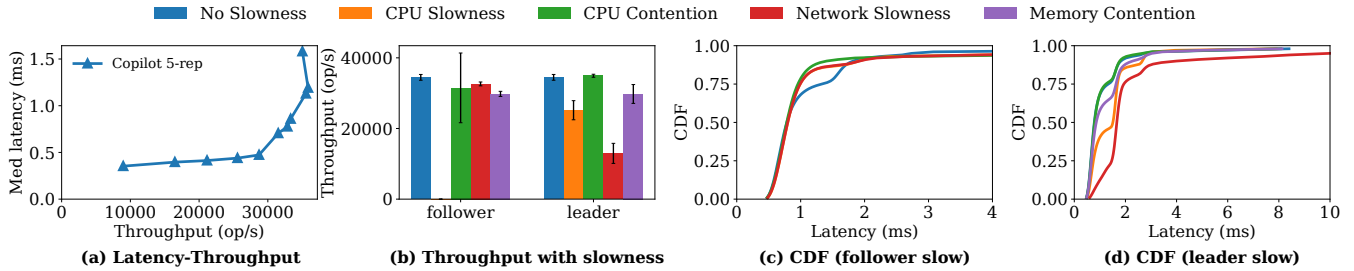 No Slowness CPU Slowness CPU Contention Network Slowness Memory Contention
Med latency (ms)
1.5
1.0
0.5
0.0
Copilot 5-rep
0 10000 20000 30000
Throughput (op/s)
(a) Latency-Throughput
Throughput (op/s)
40000
20000
0
follower leader
(b) Throughput with slowness
CDF
1.00
0.75
0.50
0.25
0.00
0 1 2 3 4
Latency (ms)
(c) CDF (follower slow)
CDF
1.00
0.75
0.50
0.25
0.00
0 2 4 6 8 10
Latency (ms)
(d) CDF (leader slow)